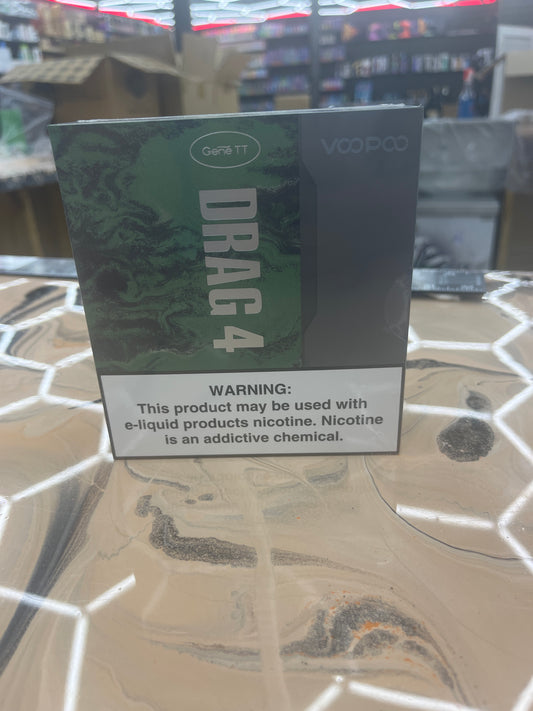 Gene TT
VOOPOO
DRAG 4
WARNING:
This product may be used with
e-liquid products nicotine. Nicotine
is an addictive chemical.